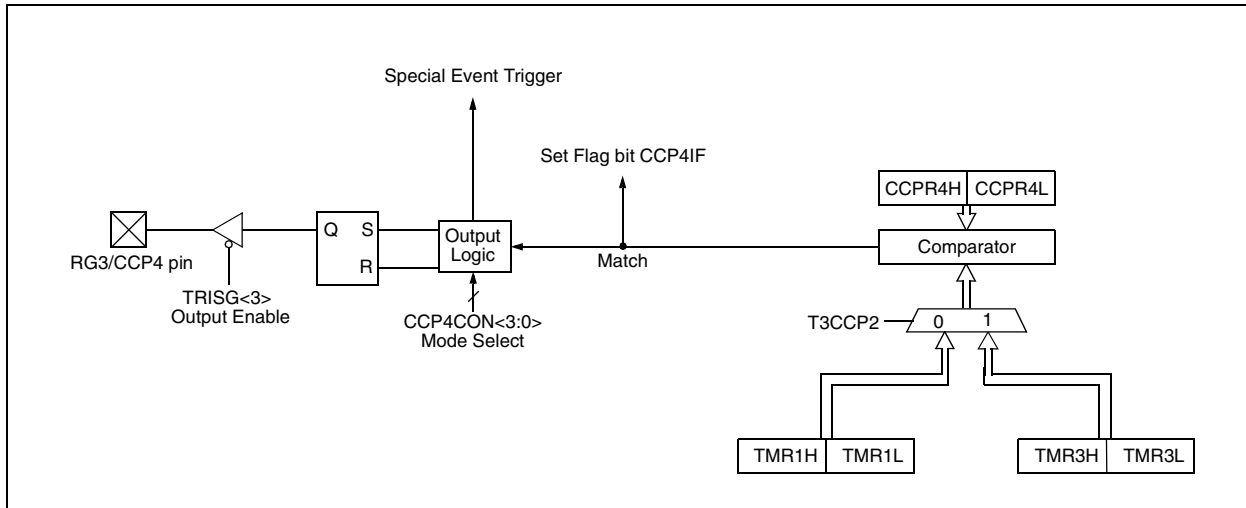 Special Event Trigger
Set Flag bit CCP4IF
CCPR4H CCPR4L
Q S
R
Output
Logic
Comparator
RG3/CCP4 pin
Match
TRISG<3>
Output Enable
CCP4CON<3:0>
Mode Select
T3CCP2
0 1
TMR1H TMR1L
TMR3H TMR3L